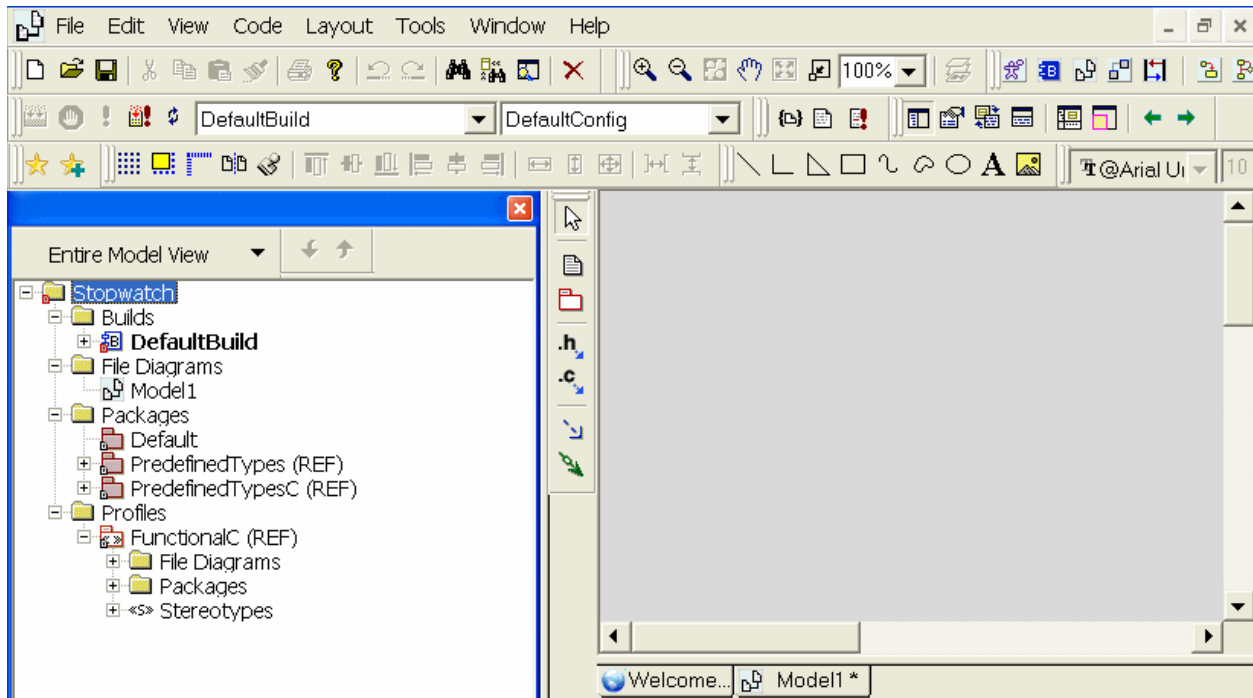 File Edit View Code Layout Tools Window Help
100%
DefaultBuild DefaultConfig
A @Arial Ur 10
Entire Model View
Stopwatch
Builds
DefaultBuild
File Diagrams
Model1
Packages
Default
PredefinedTypes (REF)
PredefinedTypesC (REF)
Profiles
FunctionalC (REF)
File Diagrams
Packages
«S» Stereotypes
.h
.c
Welcome... Model1 *